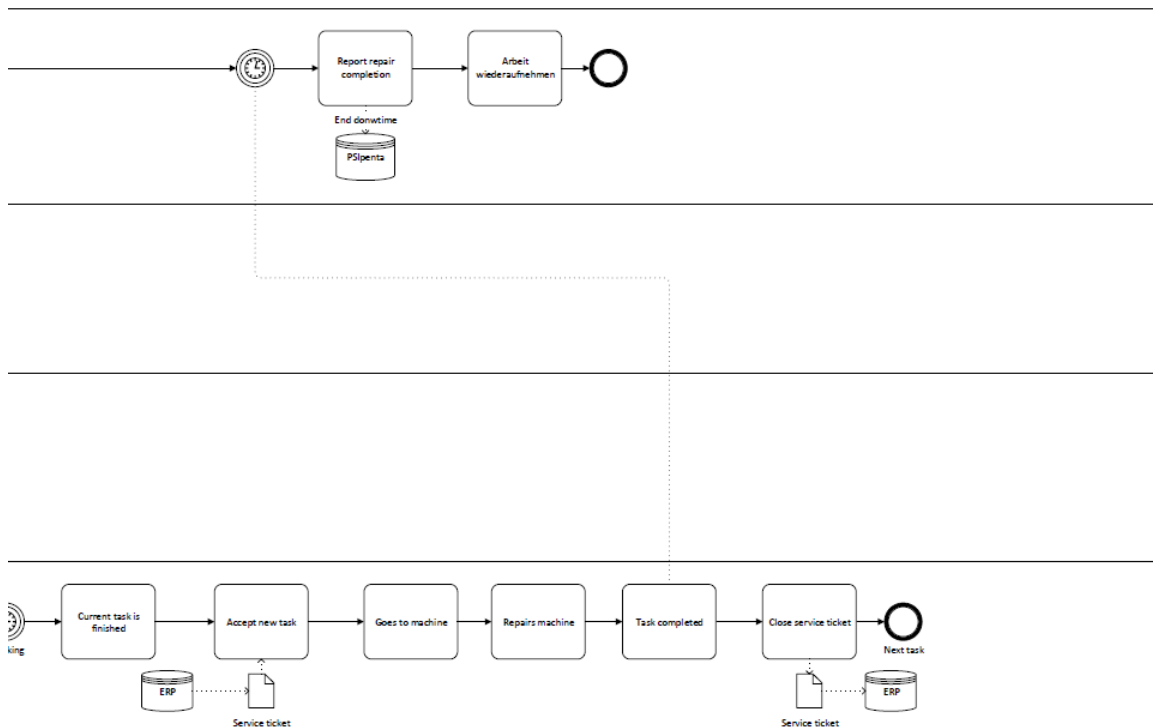 Report repair
completion
Arbeit
wiederaufnehmen
End donwtime
PSIpenta
Current task is
finished
Accept new task
Goes to machine
Repairs machine
Task completed
Close service ticket
king
Next task
ERP
ERP
Service ticket
Service ticket